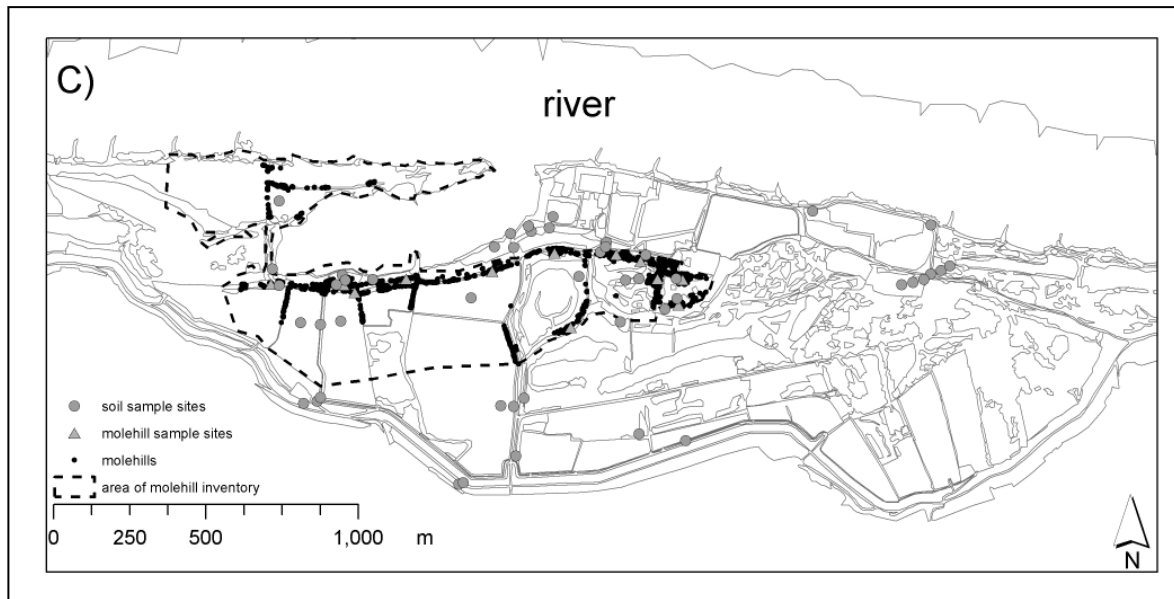 C)
river
soil sample sites
molehill sample sites
molehills
area of molehill inventory
0 250 500 1,000 m
N